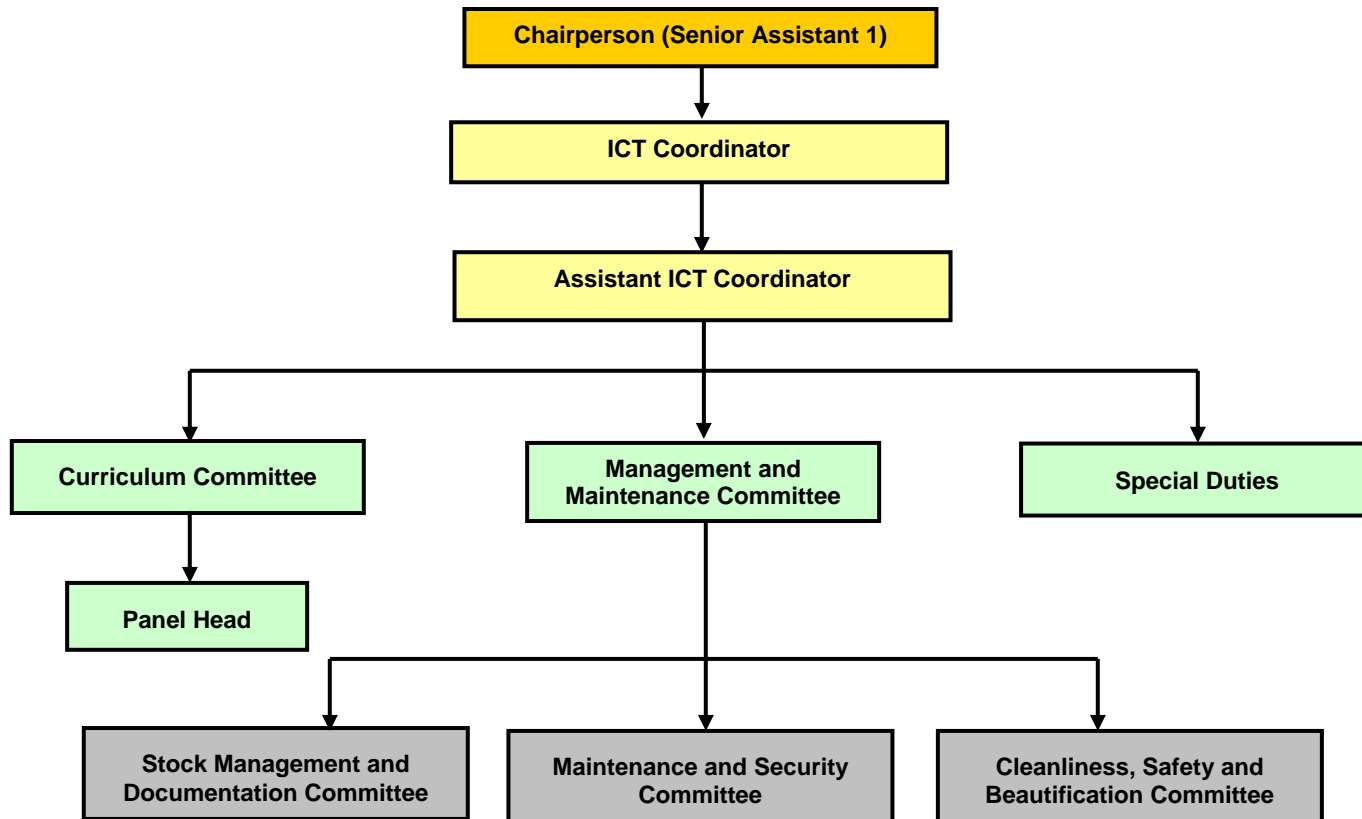 Chairperson (Senior Assistant 1)
ICT Coordinator
Assistant ICT Coordinator
Curriculum Committee
Management and
Maintenance Committee
Special Duties
Panel Head
Stock Management and
Documentation Committee
Maintenance and Security
Committee
Cleanliness, Safety and
Beautification Committee